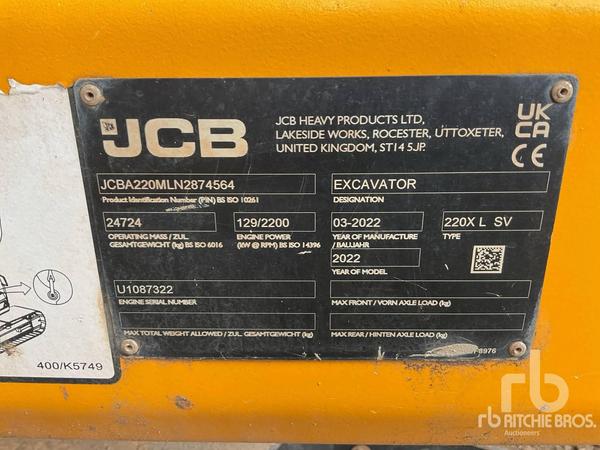 JCB
JCB HEAVY PRODUCTS LTD,
LAKESIDE WORKS, ROCESTER, UTTOXETER,
UNITED KINGDOM, ST14 5JP.
UK
CA
CE
JCBA220MLN2874564
Product Identification Number (PIN) BS ISO 10261
EXCAVATOR
DESIGNATION
24724
OPERATING MASS / ZUL.
GESAMTGEWICHT (kg) BS ISO 6016
129/2200
ENGINE POWER
(kW @ RPM) BS ISO 14396
03-2022
YEAR OF MANUFACTURE
/ BAUJAHR
220X L SV
TYPE
2022
YEAR OF MODEL
U1087322
ENGINE SERIAL NUMBER
MAX FRONT / VORN AXLE LOAD (kg)
MAX TOTAL WEIGHT ALLOWED / ZUL. GESAMTGEWICHT (kg)
MAX REAR / HINTEN AXLE LOAD (kg)
400/K5749
rb
rb RITCHIE BROS.
Auctioneers